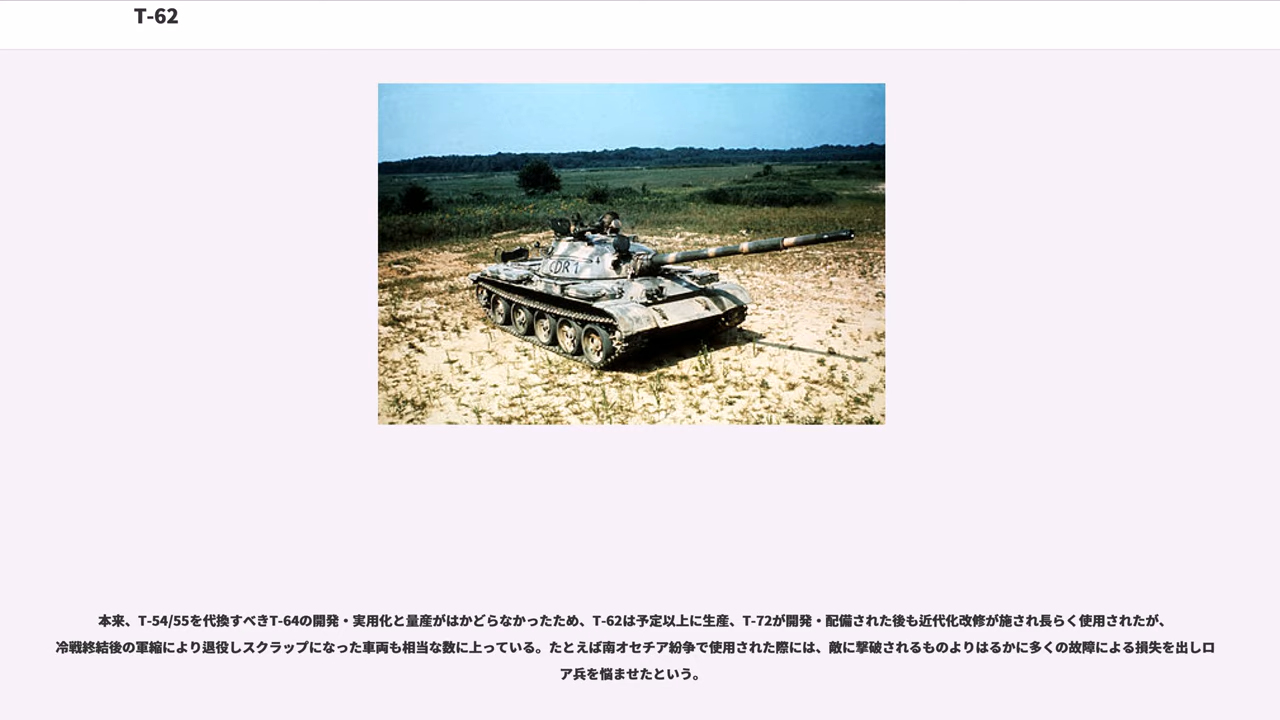 T-62
CDR 1
本来、T-54/55を代換すべきT-64の開発・実用化と量産がはかどらなかったため、T-62は予定以上に生産、T-72が開発・配備された後も近代化改修が施され長らく使用されたが、
冷戦終結後の軍縮により退役しスクラップになった車両も相当な数に上っている。たとえば南オセチア紛争で使用された際には、敵に撃破されるものよりはるかに多くの故障による損失を出しロ
ア兵を悩ませたという。